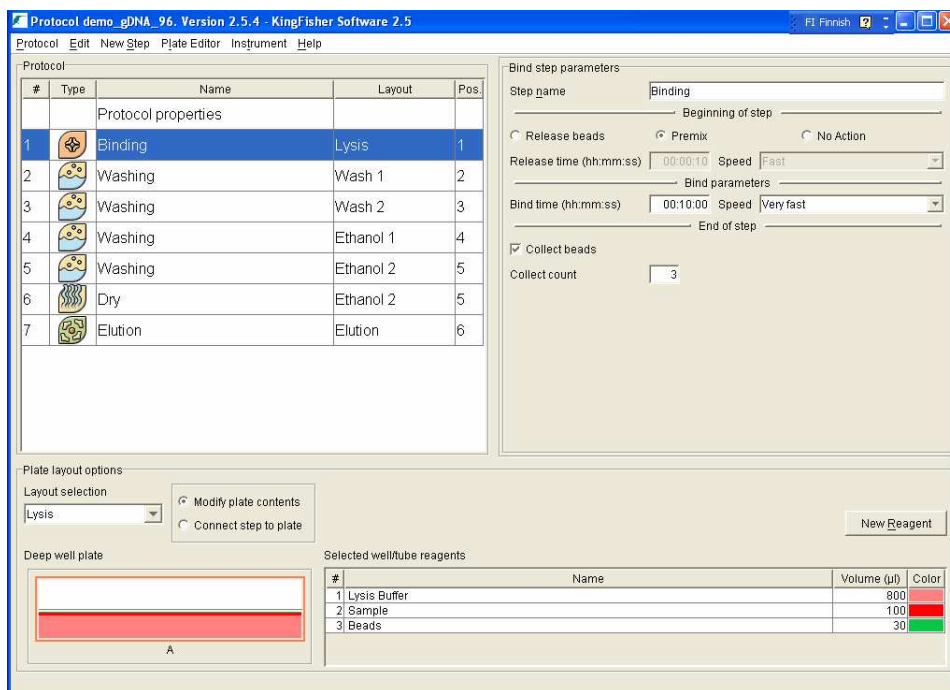 Protocol demo_gDNA_96. Version 2.5.4 - KingFisher Software 2.5
FI Finnish
Protocol Edit New Step Plate Editor Instrument Help
Protocol
# Type Name Layout Pos.
Protocol properties
1 Binding Lysis 1
2 Washing Wash 1 2
3 Washing Wash 2 3
4 Washing Ethanol 1 4
5 Washing Ethanol 2 5
6 Dry Ethanol 2 5
7 Elution Elution 6
Bind step parameters
Step name Binding
Beginning of step
Release beads Premix No Action
Release time (hh:mm:ss) 00:00:10 Speed Fast
Bind parameters
Bind time (hh:mm:ss) 00:10:00 Speed Very fast
End of step
Collect beads
Collect count 3
Plate layout options
Layout selection
Lysis
Modify plate contents
Connect step to plate
New Reagent
Deep well plate
A
Selected well/tube reagents
# Name Volume (µl) Color
1 Lysis Buffer 800
2 Sample 100
3 Beads 30